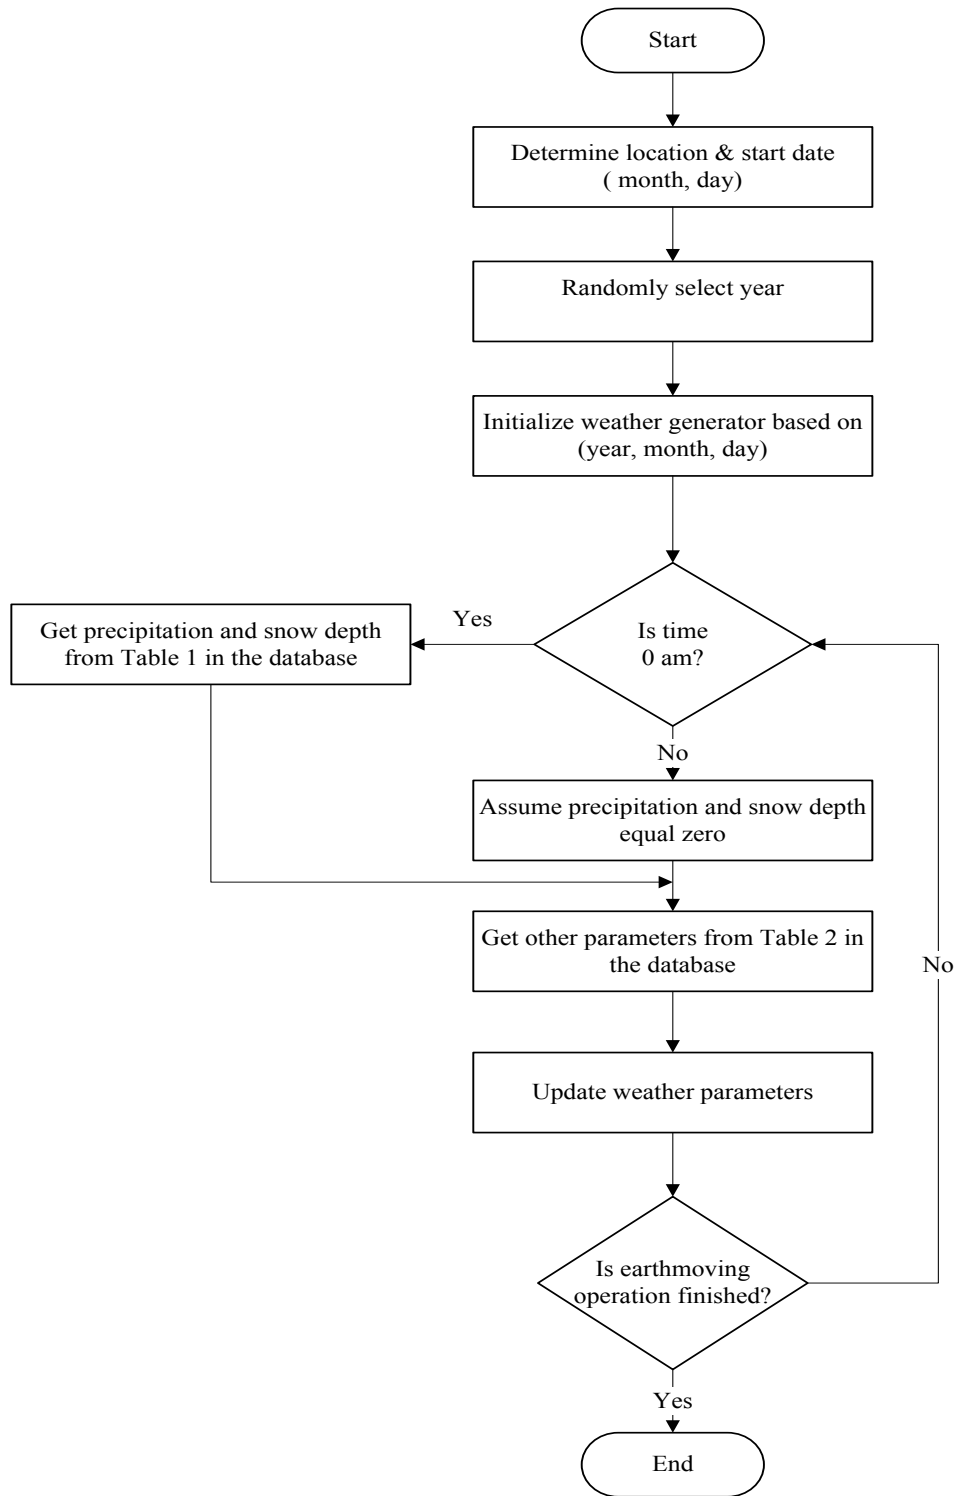 Start
Determine location & start date
( month, day)
Randomly select year
Initialize weather generator based on
(year, month, day)
Is time
0 am?
Yes
Get precipitation and snow depth
from Table 1 in the database
No
Assume precipitation and snow depth
equal zero
Get other parameters from Table 2 in
the database
No
Update weather parameters
Is earthmoving
operation finished?
Yes
End